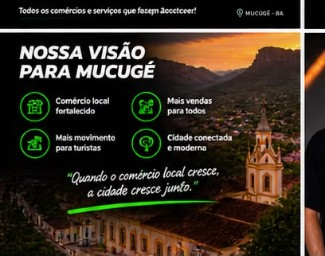 Todos os comércios e serviços que fazem
MUCUGÊ - BA
NOSSA VISÃO
PARA MUCUGÉ
Comércio local
fortalecido
Mais vendas
para todos
Mais movimento
para turistas
Cidade conectada
e moderna
"Quando o comércio local cresce,
a cidade cresce junto."